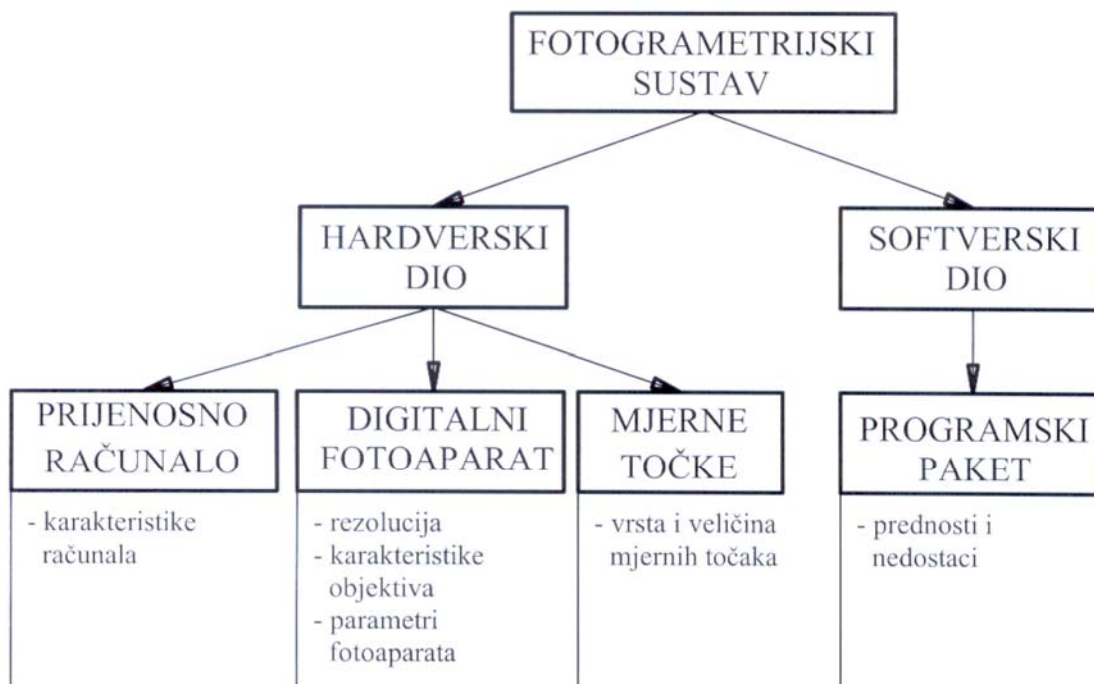 FOTOGRAMETRIJSKI
SUSTAV
HARDVERSKI
DIO
SOFTVERSKI
DIO
PRIJENOSNO
RAČUNALO
DIGITALNI
FOTOAPARAT
MJERNE
TOČKE
PROGRAMSKI
PAKET
- karakteristike
računala
- rezolucija
- karakteristike
objektiva
- parametri
fotoaparata
- vrsta i veličina
mjernih točaka
- prednosti i
nedostaci